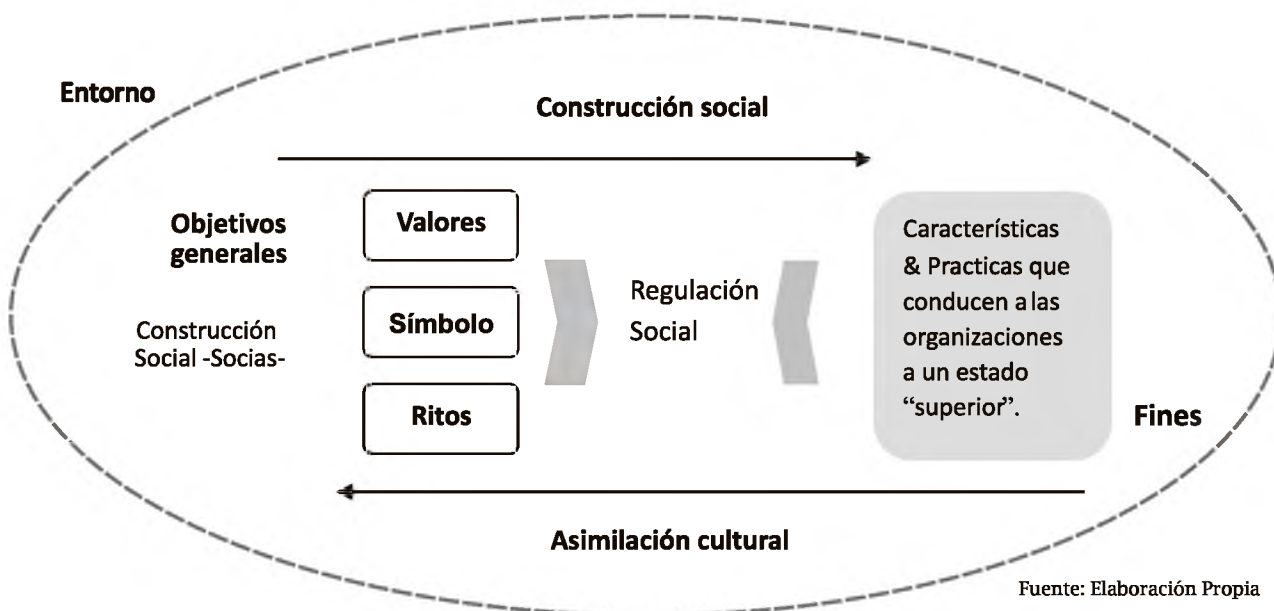 Entorno
Construcción social
Objetivos
generales
Construcción
Social -Socias-
Valores
Símbolo
Ritos
Regulación
Social
Características
& Practicas que
conducen a las
organizaciones
a un estado
“superior”.
Fines
Asimilación cultural
Fuente: Elaboración Propia